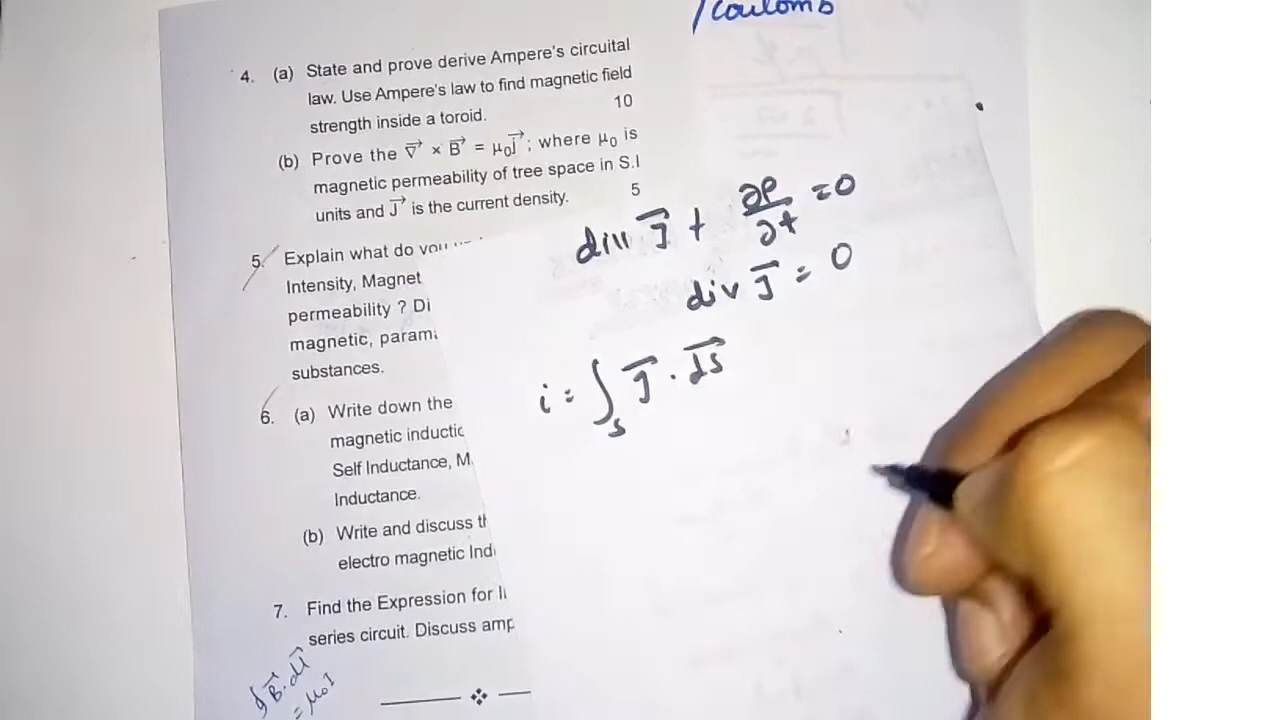 /Coulomb
4. (a) State and prove derive Ampere's circuital
law. Use Ampere's law to find magnetic field
strength inside a toroid. 10
(b) Prove the ∇⃗ × B⃗ = μ₀j⃗ ; where μ₀ is
magnetic permeability of tree space in S.I
units and J⃗ is the current density. 5
5. Explain what do you
Intensity, Magnet
permeability ? Di
magnetic, parama
substances.
6. (a) Write down the
magnetic inductic
Self Inductance, M
Inductance.
(b) Write and discuss th
electro magnetic Indi
7. Find the Expression for
series circuit. Discuss amp
∮ B⃗.dl⃗
= μ₀I
div J⃗ + ∂ρ/∂t = 0
div J⃗ = 0
i = ∫s J⃗ . ds⃗